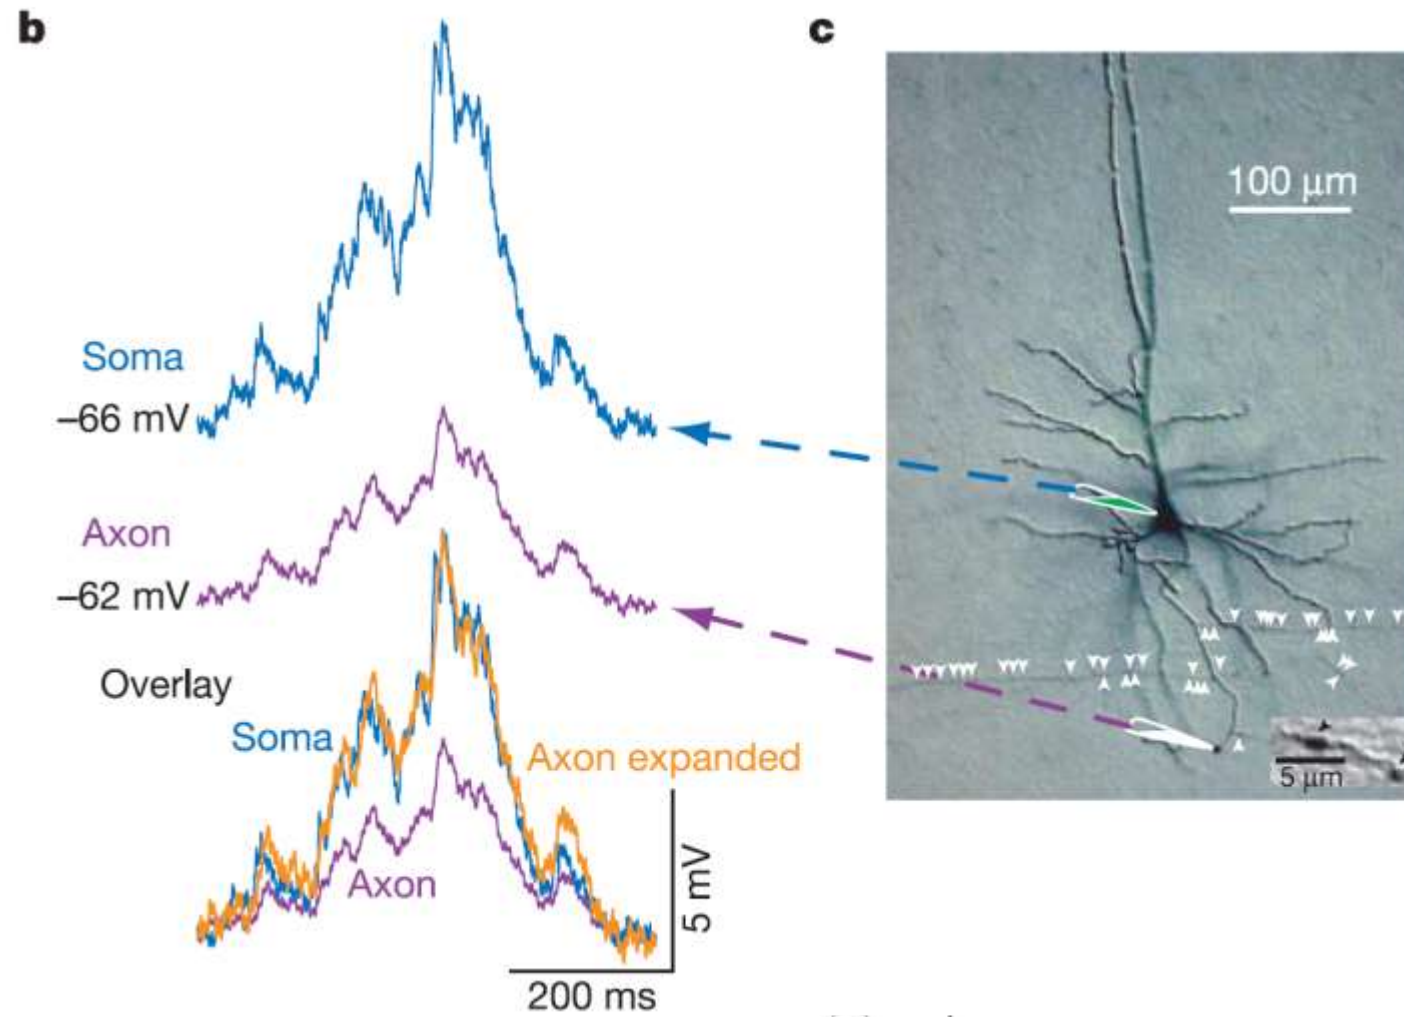 b
Soma
–66 mV
Axon
–62 mV
Overlay
Soma
Axon expanded
Axon
5 mV
200 ms
c
100 µm
5 µm